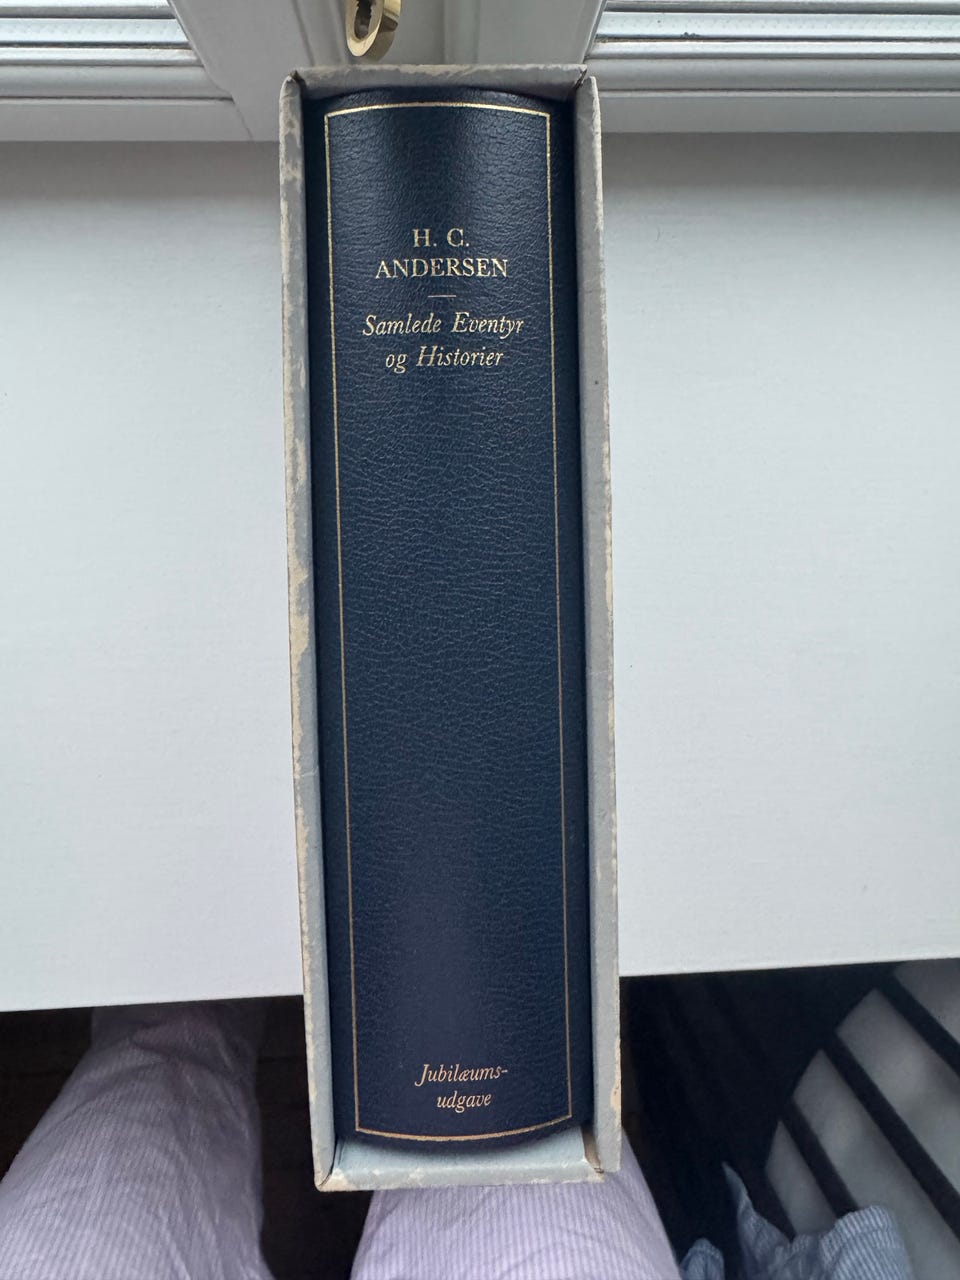 H. C.
ANDERSEN
Samlede Eventyr
og Historier
Jubilæums-
udgave